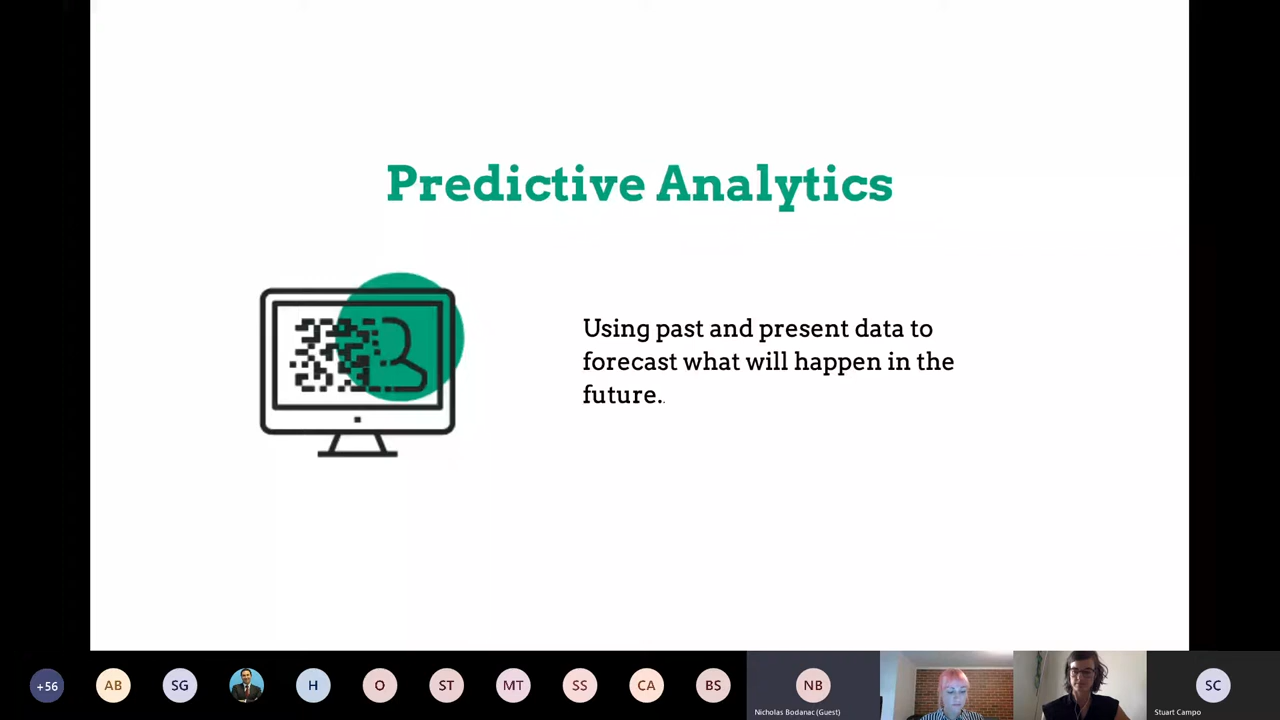 Predictive Analytics
Using past and present data to
forecast what will happen in the
future..
+56
AB
SG
H
O
ST
MT
SS
CA
BS
NB
SC
Nicholas Bodanac (Guest)
Stuart Campo